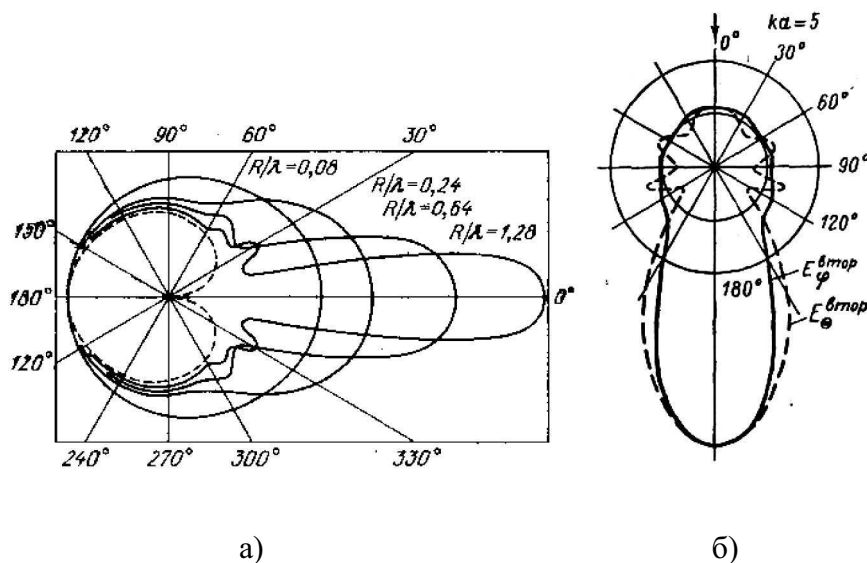 120° 90° 60° 30°
R/λ=0,08
R/λ=0,24
R/λ=0,64
R/λ=1,28
150°
180° 0°
120°
240° 270° 300° 330°
а)
ka=5
0° 30°
60°
90°
120°
180°
E_φ^втор
E_Θ^втор
б)